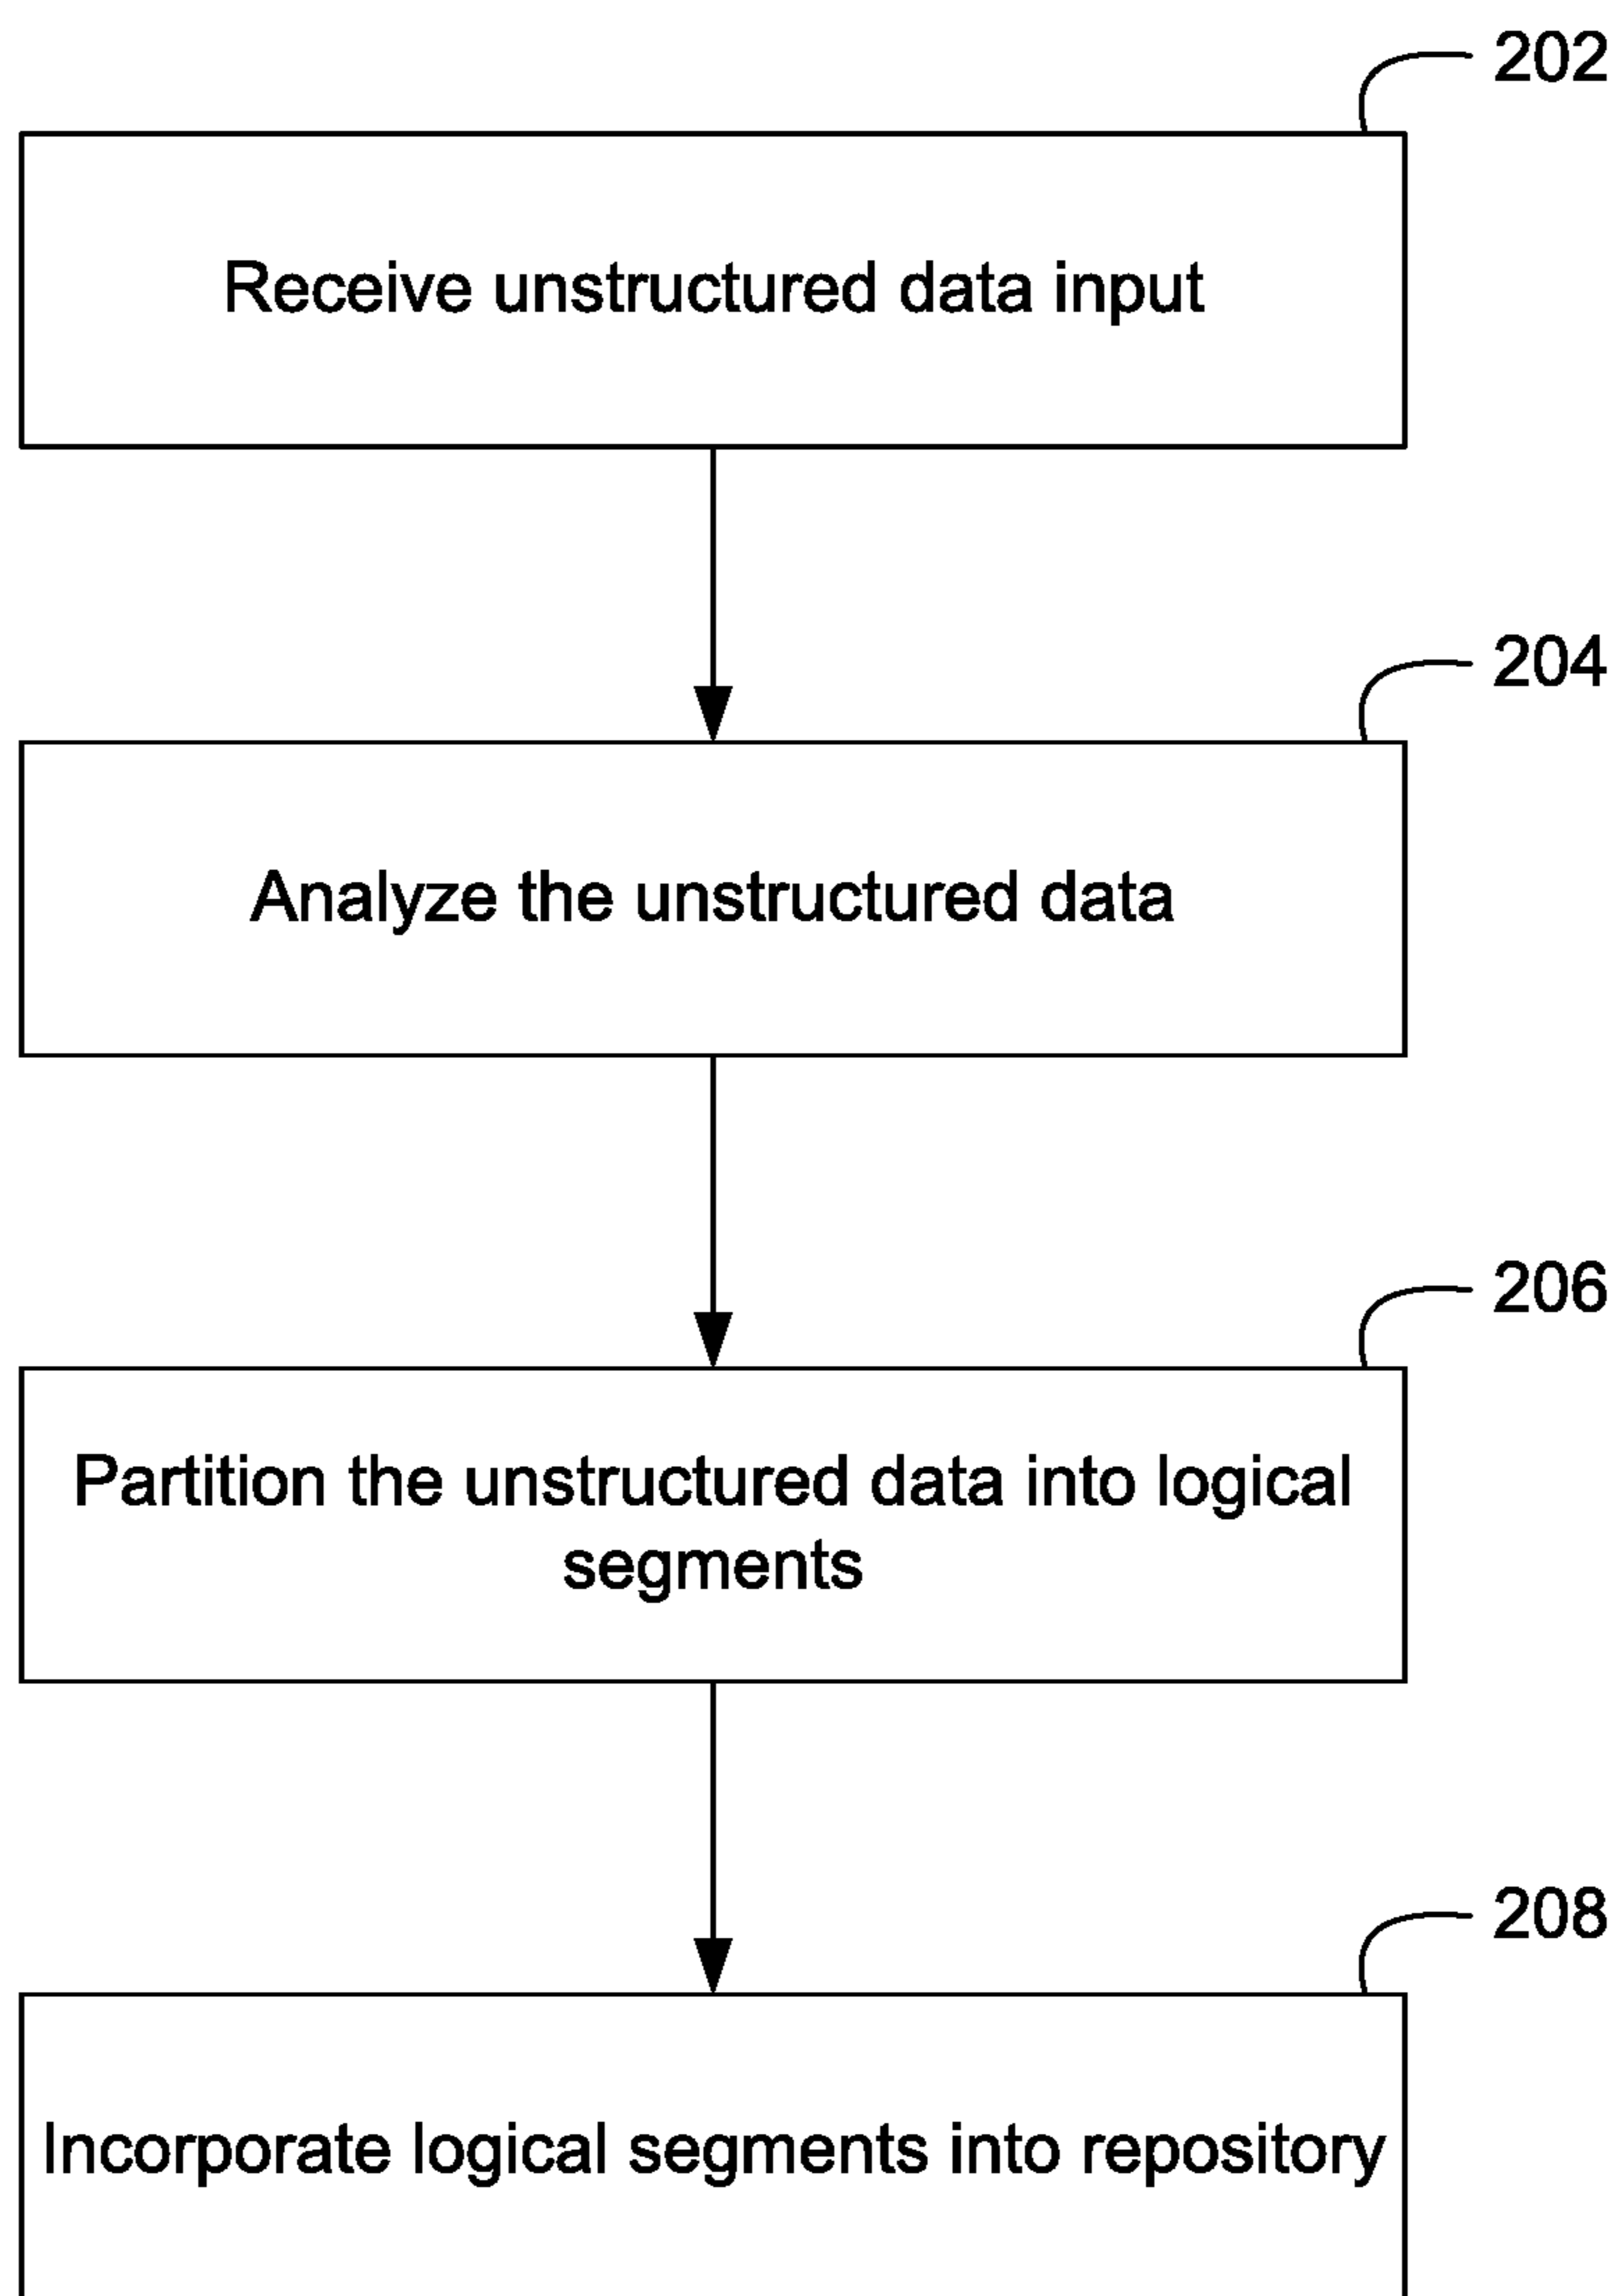 202
Receive unstructured data input
204
Analyze the unstructured data
206
Partition the unstructured data into logical
segments
208
Incorporate logical segments into repository